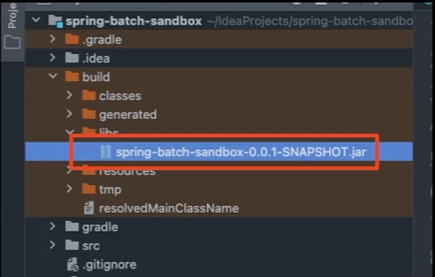 Proje
spring-batch-sandbox ~/IdeaProjects/spring-batch-sandbo
.gradle
.idea
build
classes
generated
libs
spring-batch-sandbox-0.0.1-SNAPSHOT.jar
resources
tmp
resolvedMainClassName
gradle
src
.gitignore